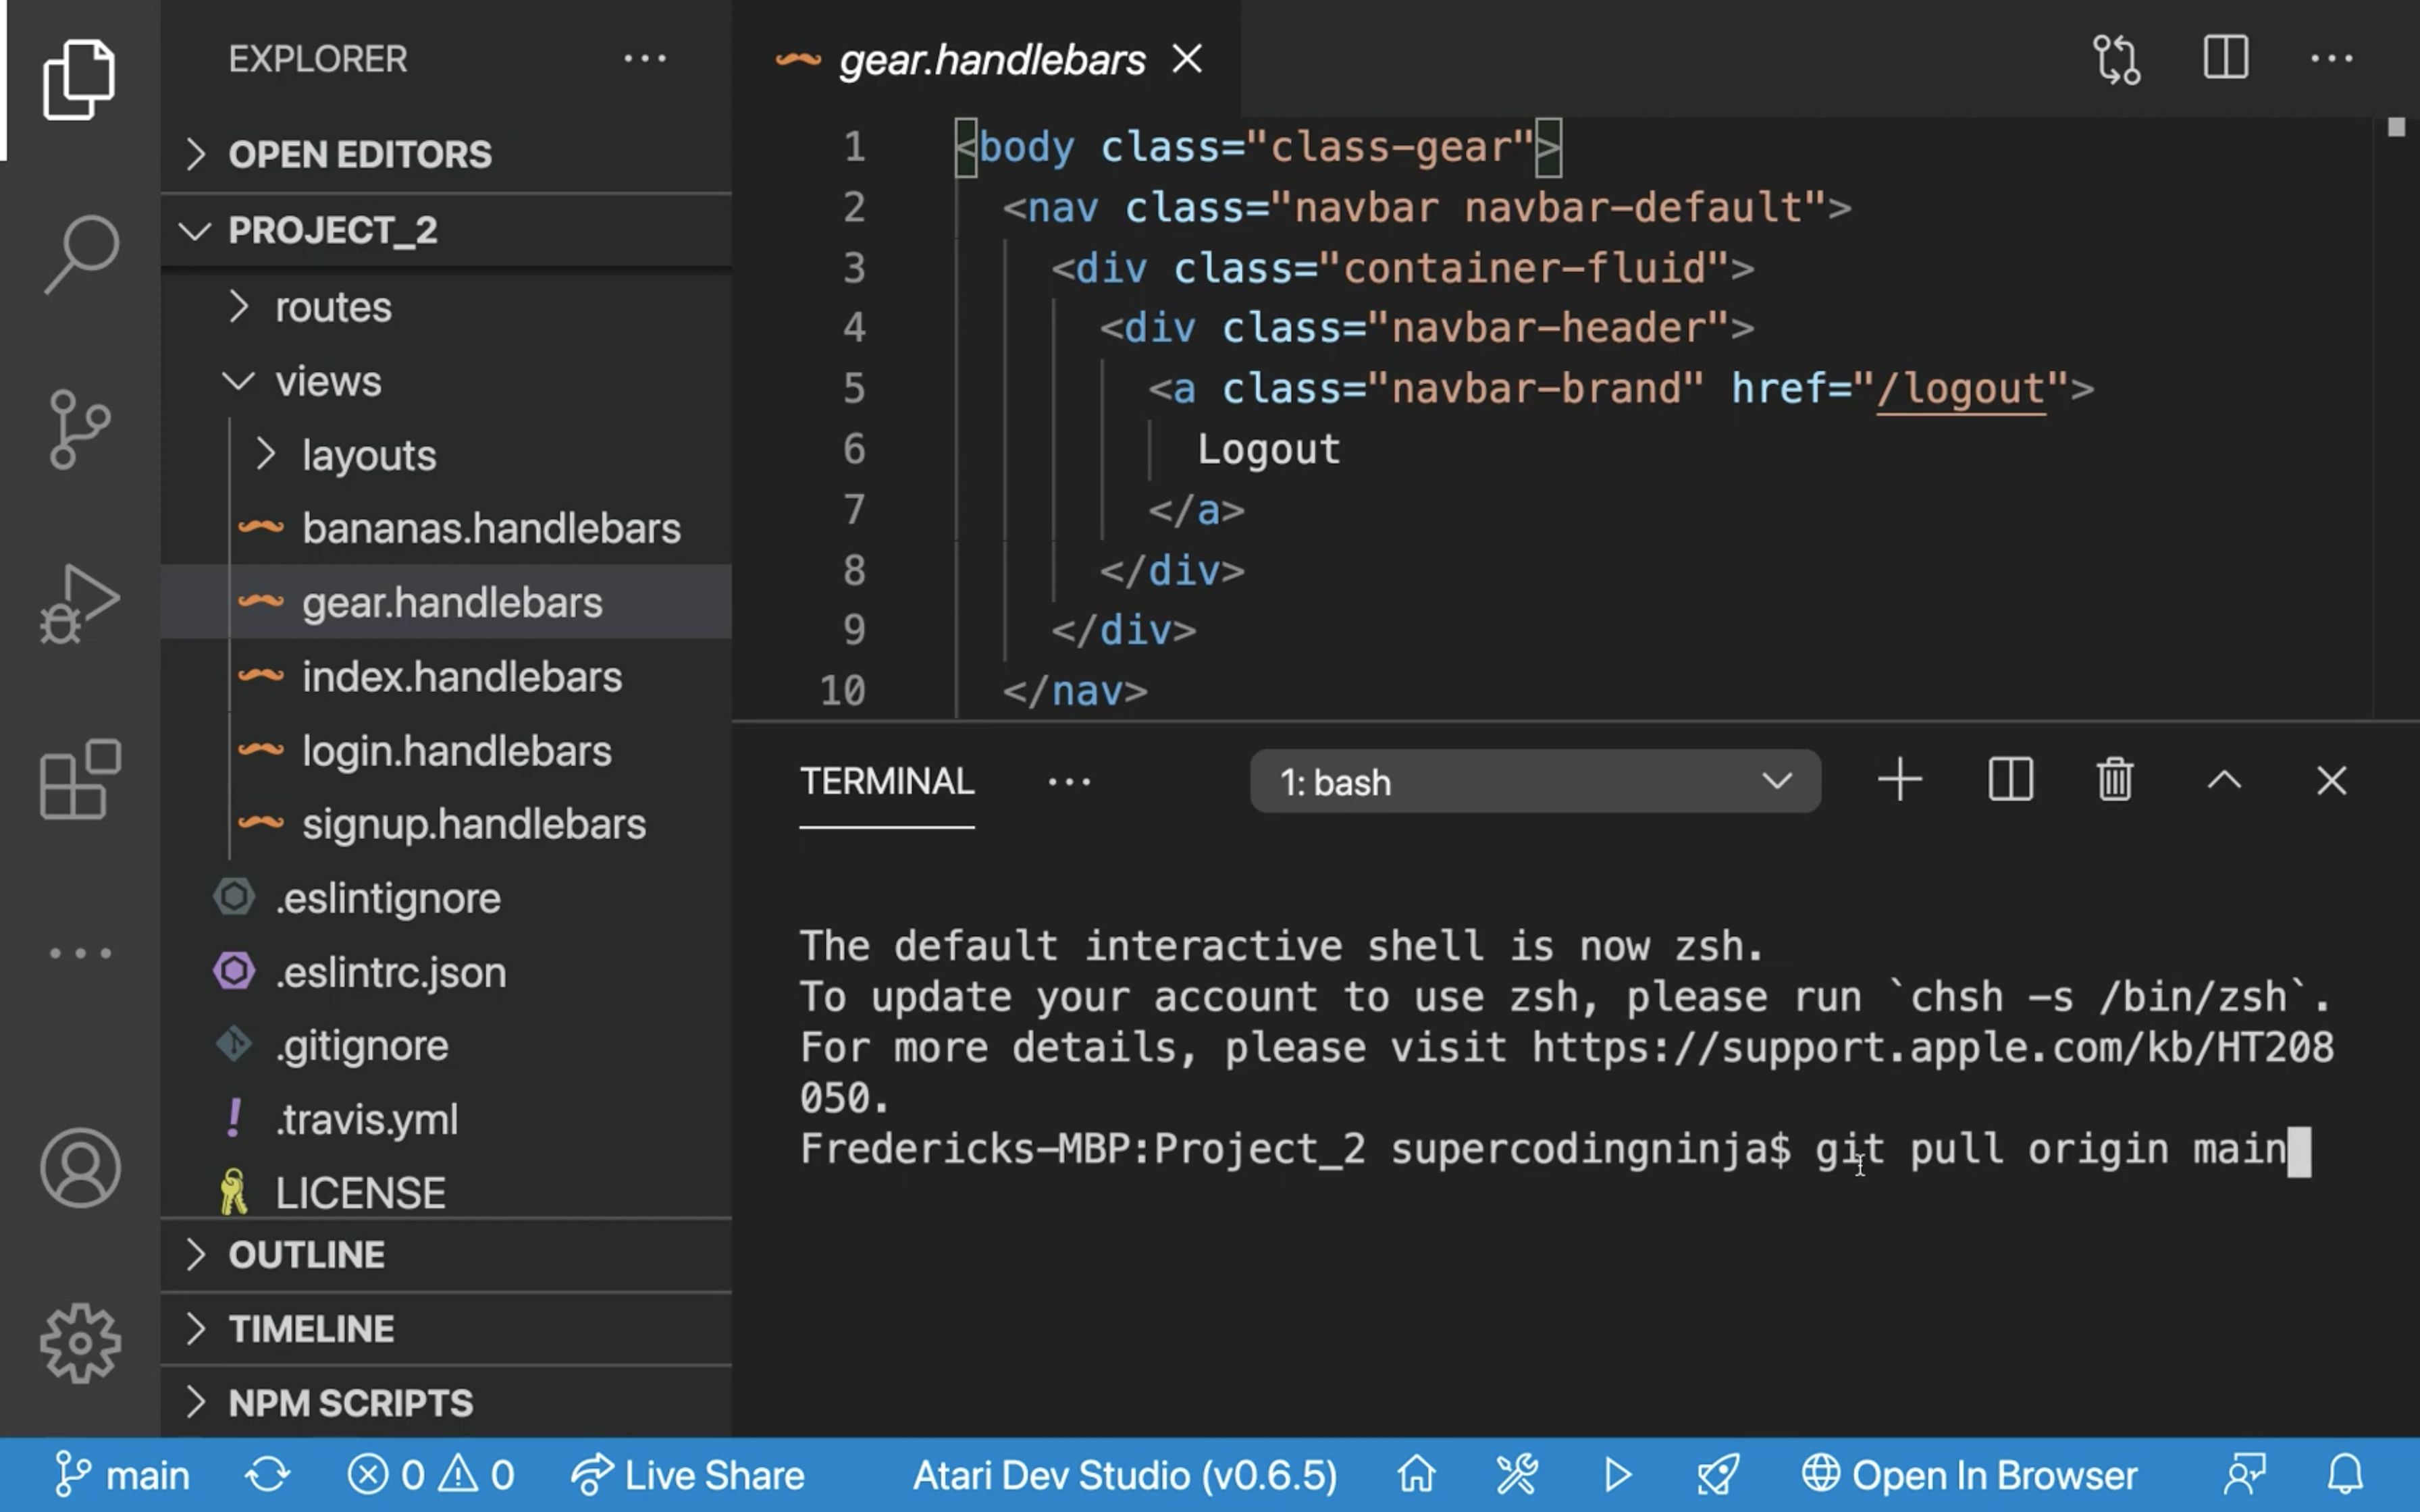 EXPLORER
OPEN EDITORS
PROJECT_2
routes
views
layouts
bananas.handlebars
gear.handlebars
index.handlebars
login.handlebars
signup.handlebars
.eslintignore
.eslintrc.json
.gitignore
.travis.yml
LICENSE
OUTLINE
TIMELINE
NPM SCRIPTS
gear.handlebars
1 <body class="class-gear">
2 <nav class="navbar navbar-default">
3 <div class="container-fluid">
4 <div class="navbar-header">
5 <a class="navbar-brand" href="/logout">
6 Logout
7 </a>
8 </div>
9 </div>
10 </nav>
TERMINAL
1: bash
The default interactive shell is now zsh.
To update your account to use zsh, please run `chsh -s /bin/zsh`.
For more details, please visit https://support.apple.com/kb/HT208
050.
Fredericks-MBP:Project_2 supercodingninja$ git pull origin main
main 0 0 Live Share Atari Dev Studio (v0.6.5) Open In Browser